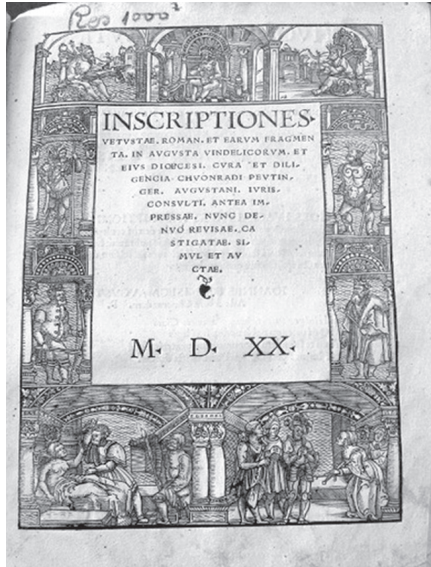 Res 1000
INSCRIPTIONES.
VETVSTAE. ROMAN. ET EARVM FRAGMEN
TA. IN AVGVSTA VINDELICORVM. ET
EIVS DIOECESI. CVRA ET DILI.
GENCIA CHVONRADI PEVTIN.
GER. AVGVSTANI. IVRIS.
CONSVLTI. ANTEA IM.
PRESSAE. NVNC DE.
NVO REVISAE. CA
STIGATAE. SI.
MVL ET AV
CTAE.
M. D. XX.